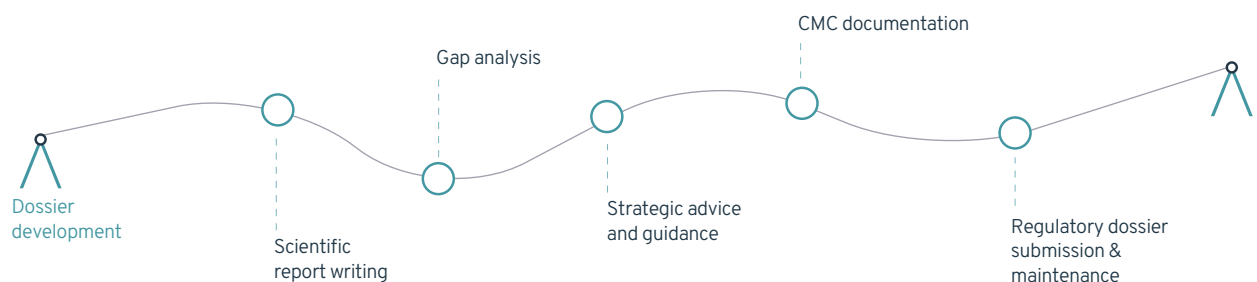 Dossier
development
Scientific
report writing
Gap analysis
Strategic advice
and guidance
CMC documentation
Regulatory dossier
submission &
maintenance